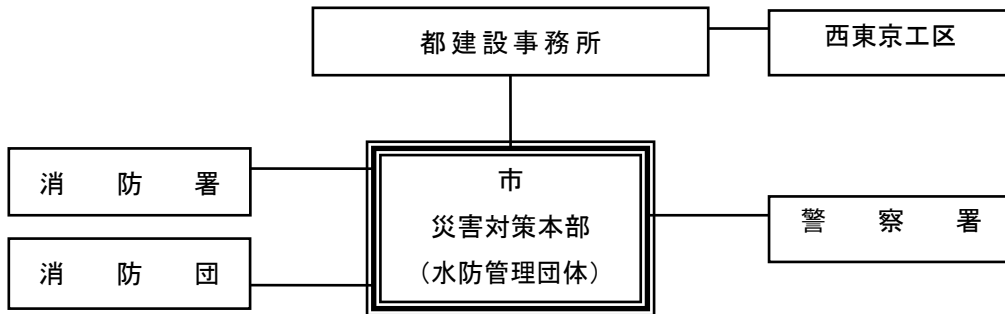 都建設事務所
西東京工区
消防署
市
災害対策本部
(水防管理団体)
警察署
消防団